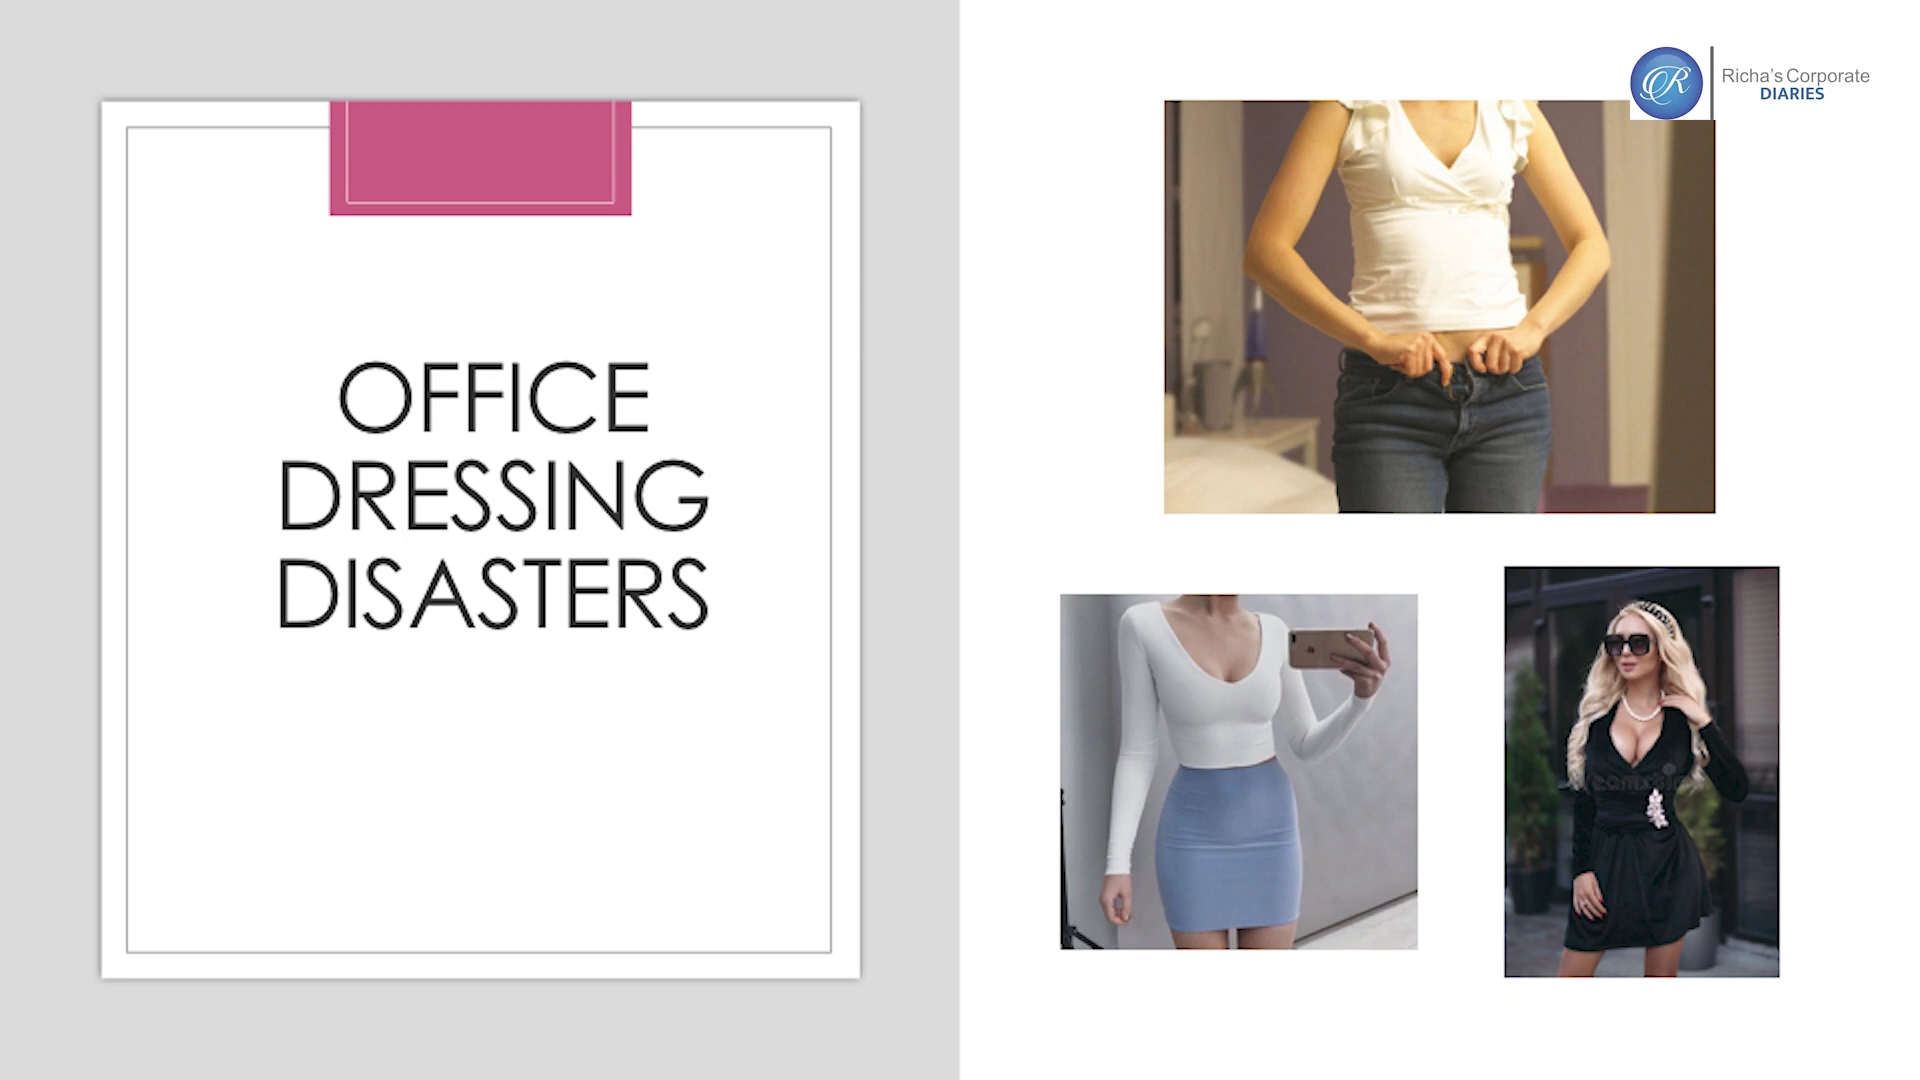 OFFICE
DRESSING
DISASTERS
R
Richa's Corporate
DIARIES